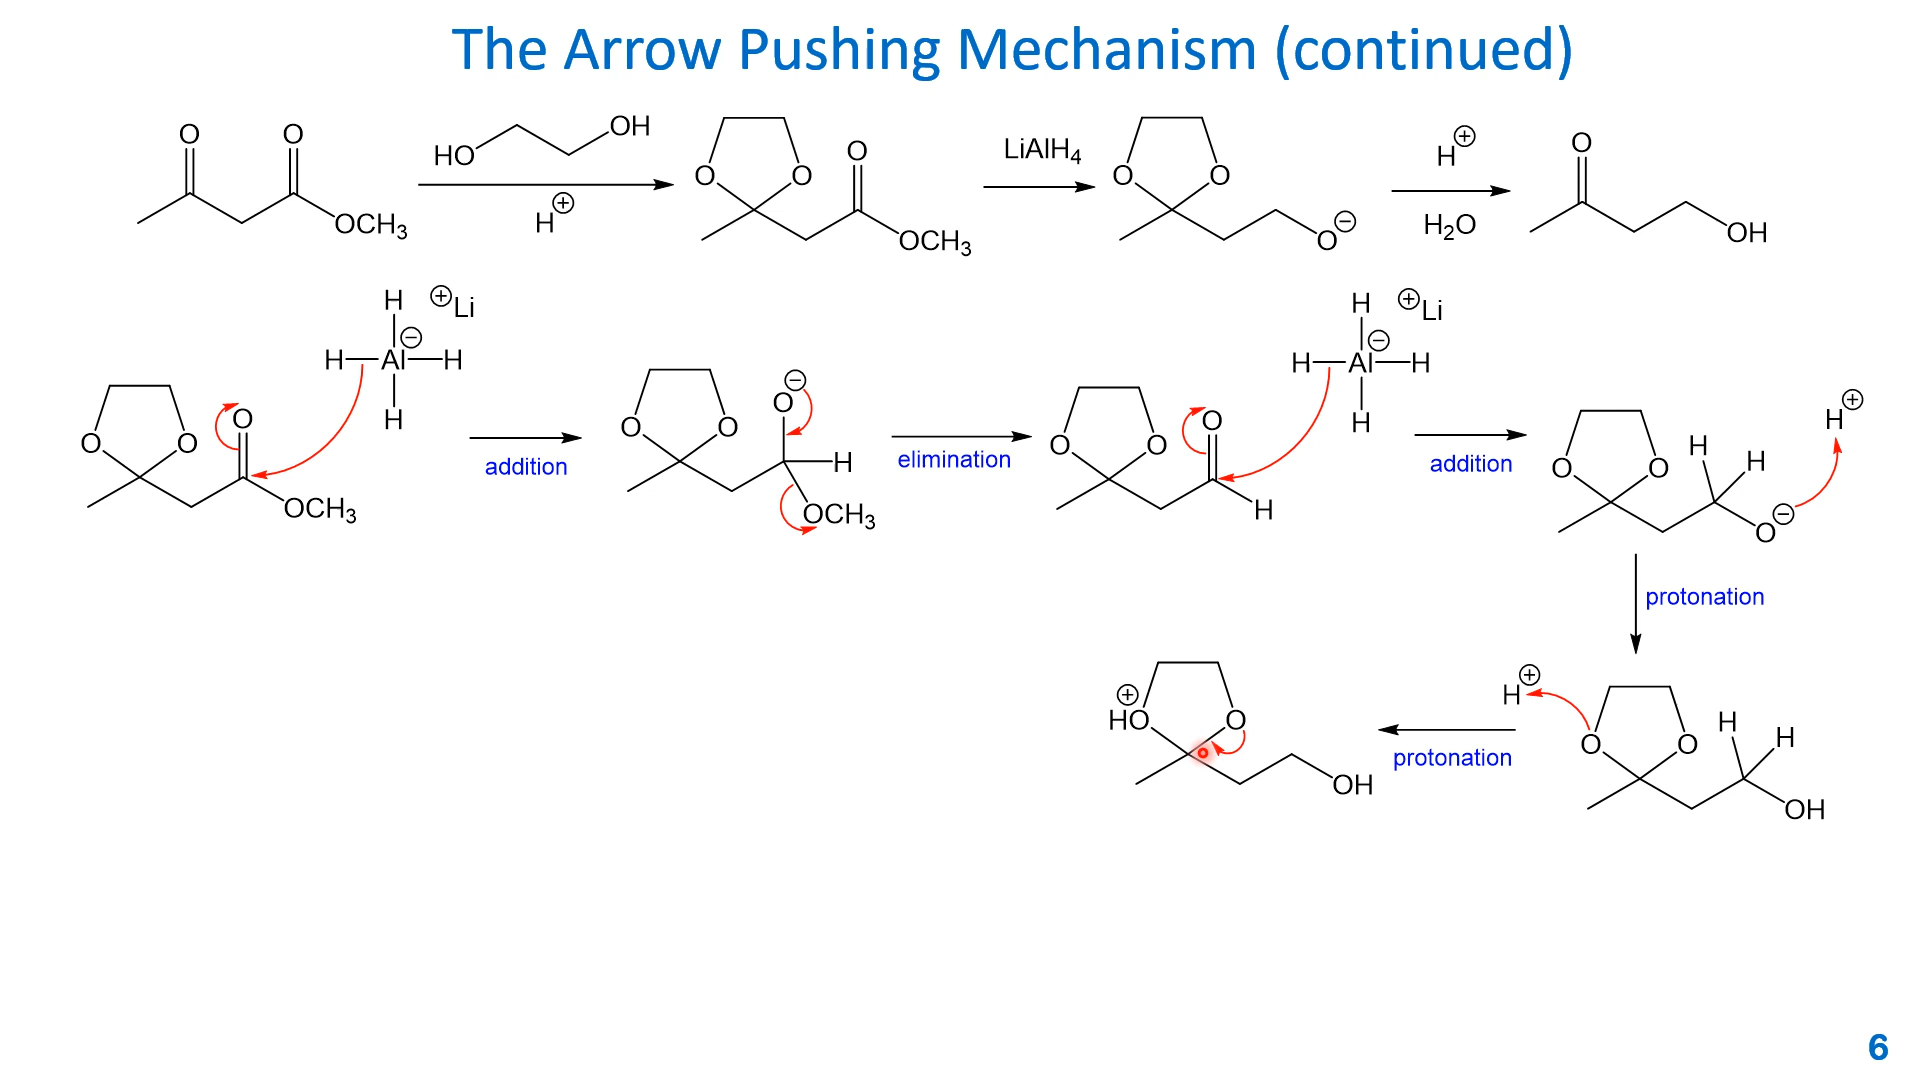 The Arrow Pushing Mechanism (continued)
O O OCH3
HO OH
H⊕
O O O OCH3
LiAlH4
O O O⊖
H⊕
H2O
O OH
H ⊕Li
H Al⊖ H
H
O O O OCH3
addition
O O O⊖ H OCH3
elimination
O O O H
H ⊕Li
H Al⊖ H
H
addition
O O H H O⊖
H⊕
protonation
H⊕
O O H H OH
protonation
⊕
HO O OH
6